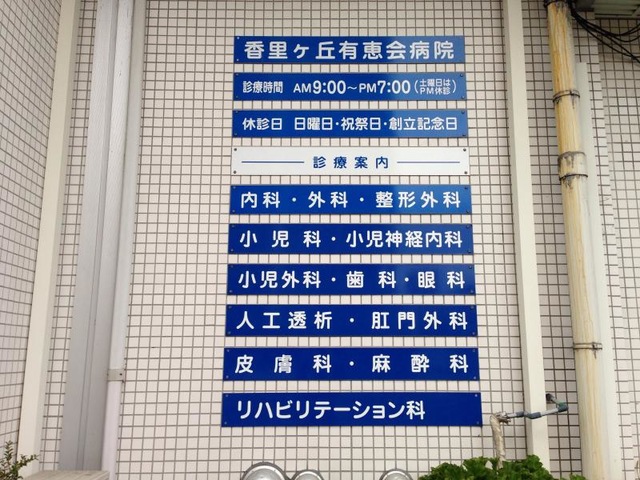 香里ヶ丘有恵会病院
診療時間 AM9:00～PM7:00(土曜日はPM休診)
休診日 日曜日・祝祭日・創立記念日
診療案内
内科・外科・整形外科
小児科・小児神経内科
小児外科・歯科・眼科
人工透析・肛門外科
皮膚科・麻酔科
リハビリテーション科